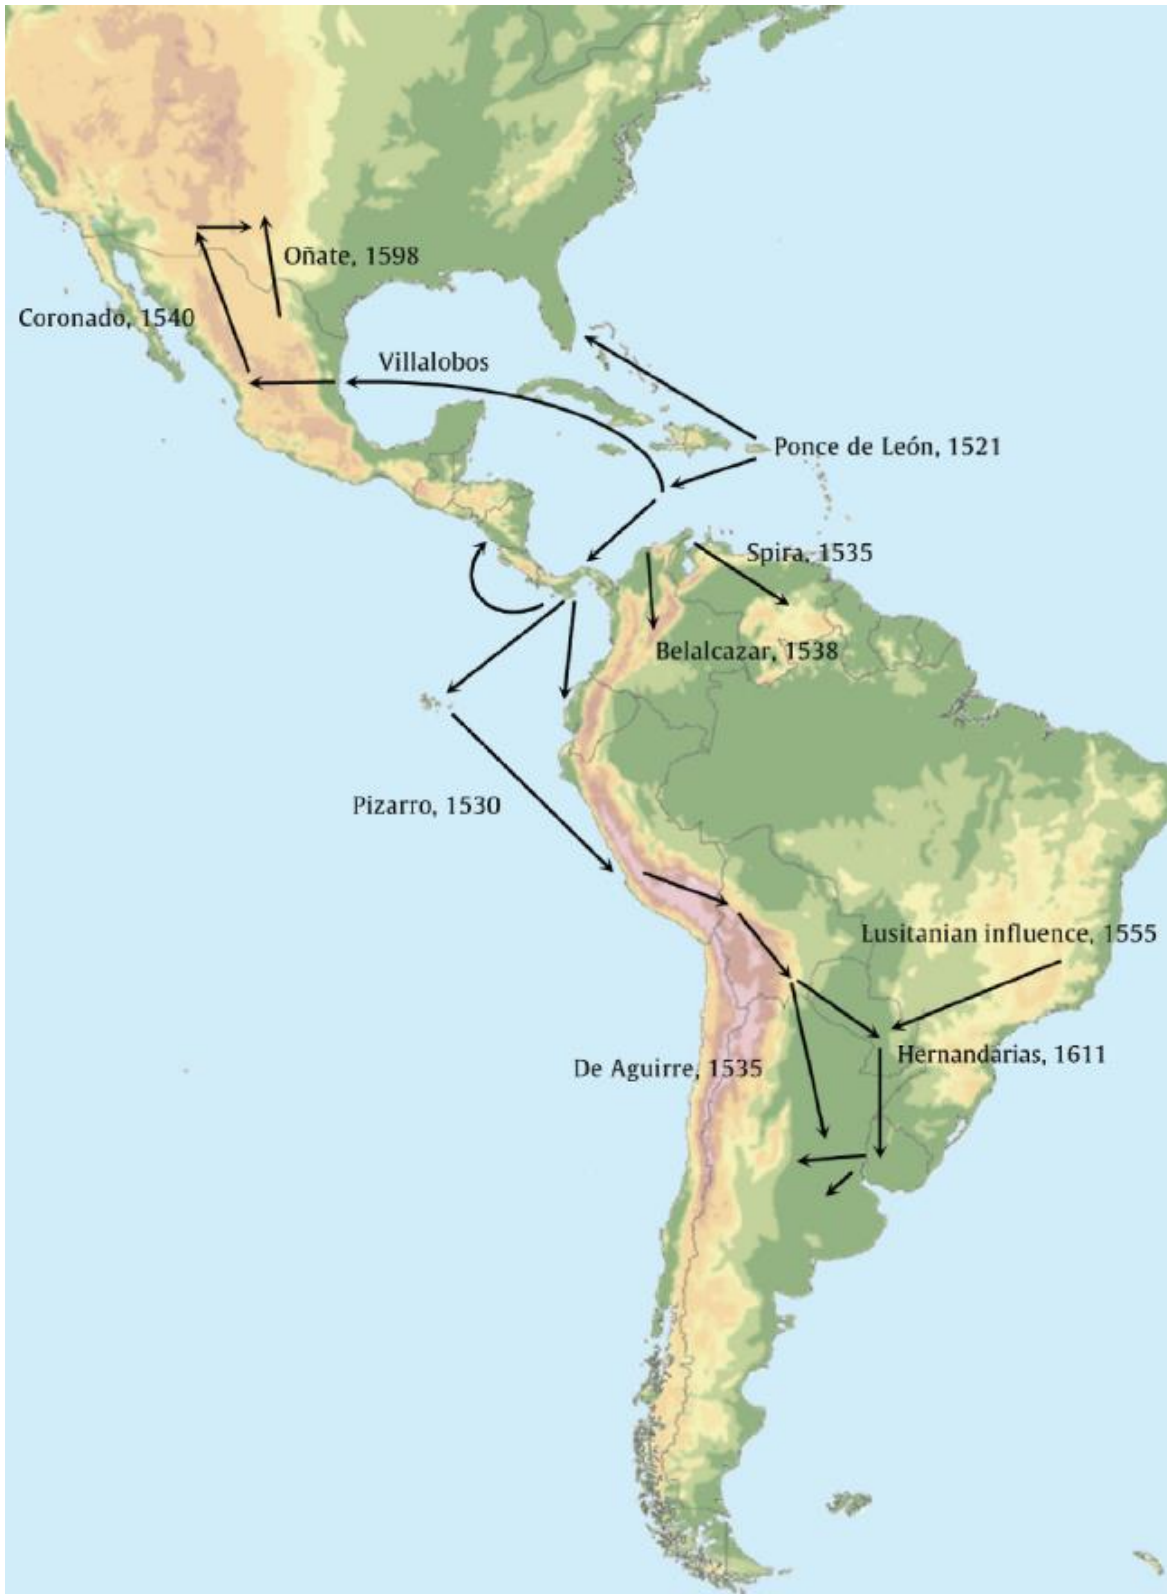 Oñate, 1598
Coronado, 1540
Villalobos
Ponce de León, 1521
Spira, 1535
Belalcazar, 1538
Pizarro, 1530
Lusitanian influence, 1555
Hernandarias, 1611
De Aguirre, 1535